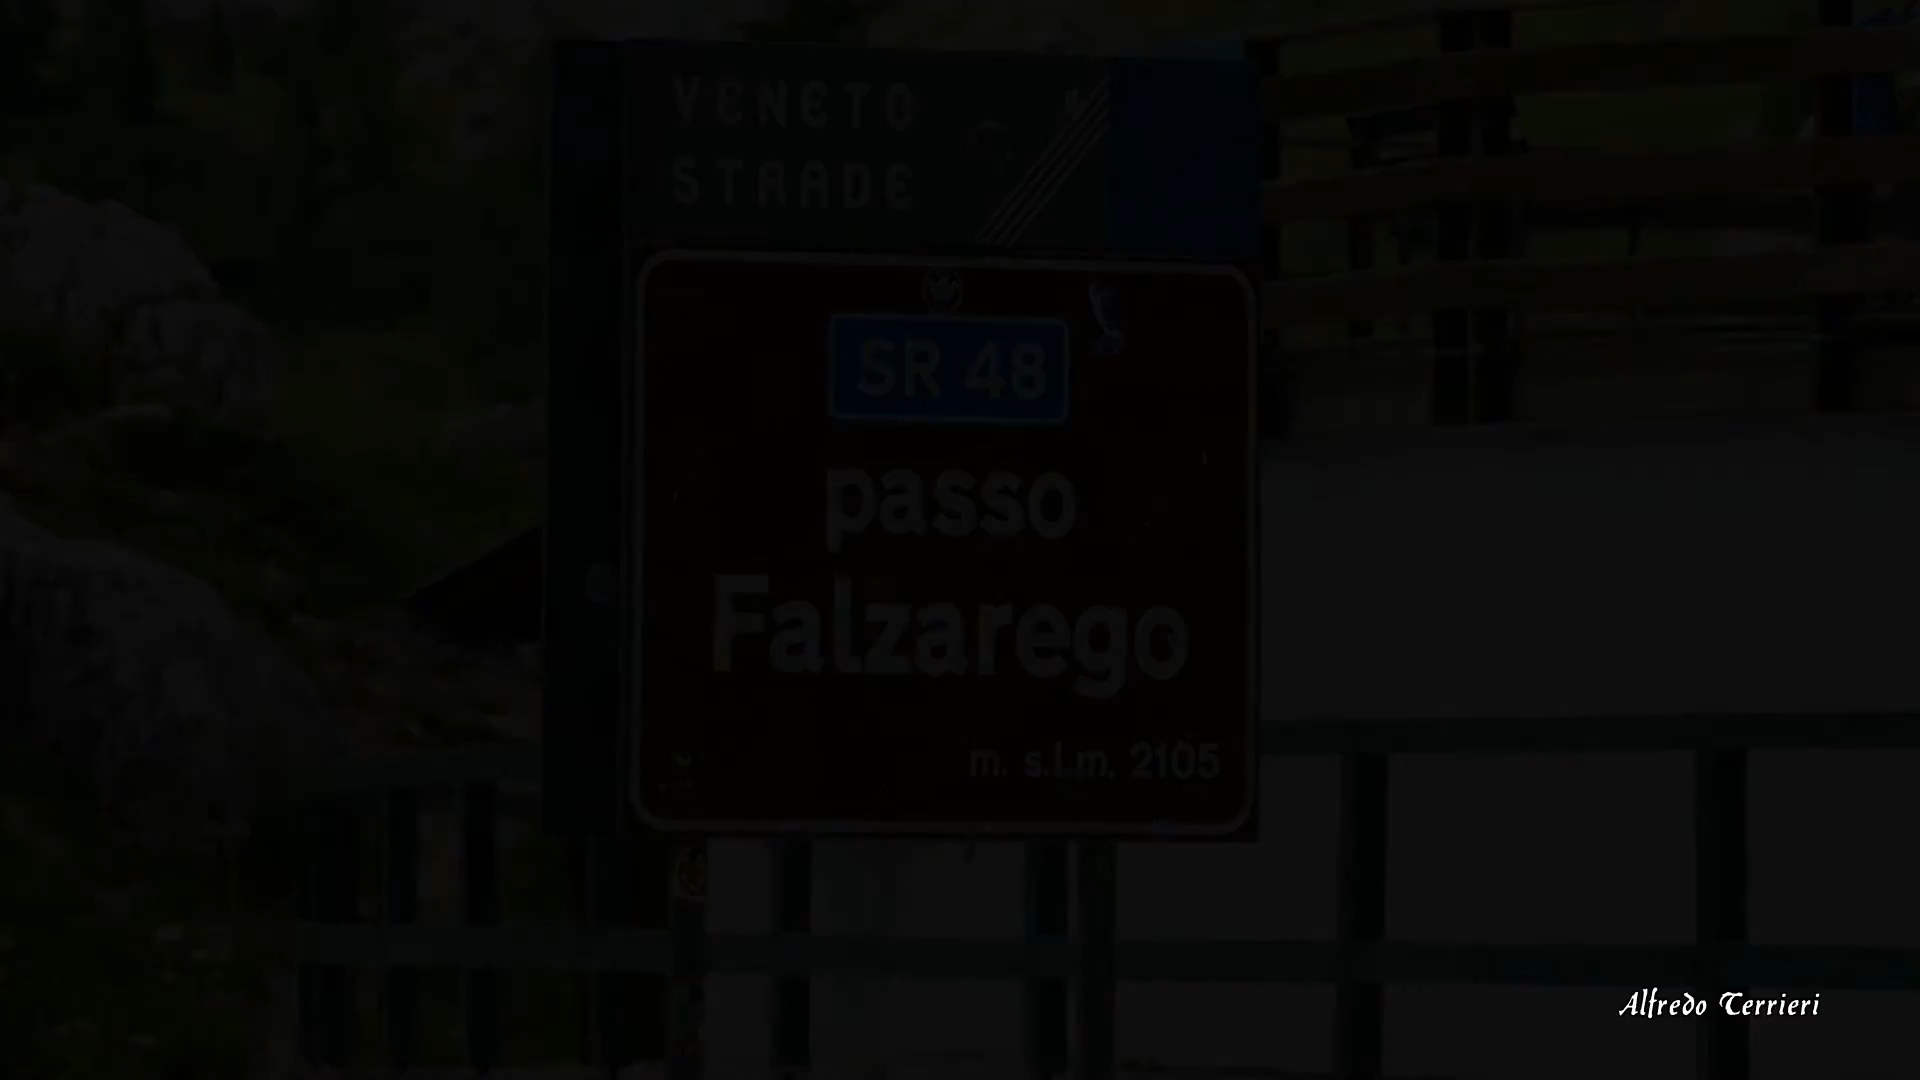 VENETO
STRADE
SR 48
passo
Falzarego
m. s.l.m. 2105
Alfredo Terrieri